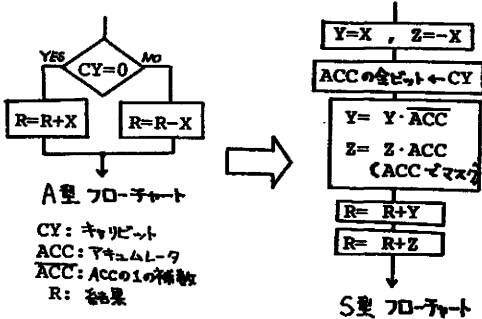 YES
NO
CY=0
R=R+X
R=R-X
A型 フローチャート
CY: キャリビット
ACC: アキュムレータ
A̅C̅C̅: ACCの1の補数
R: 結果
Y=X , Z=-X
ACCの全ビット←CY
Y= Y・A̅C̅C̅
Z= Z・ACC
(ACCでマスク)
R= R+Y
R= R+Z
S型 フローチャート